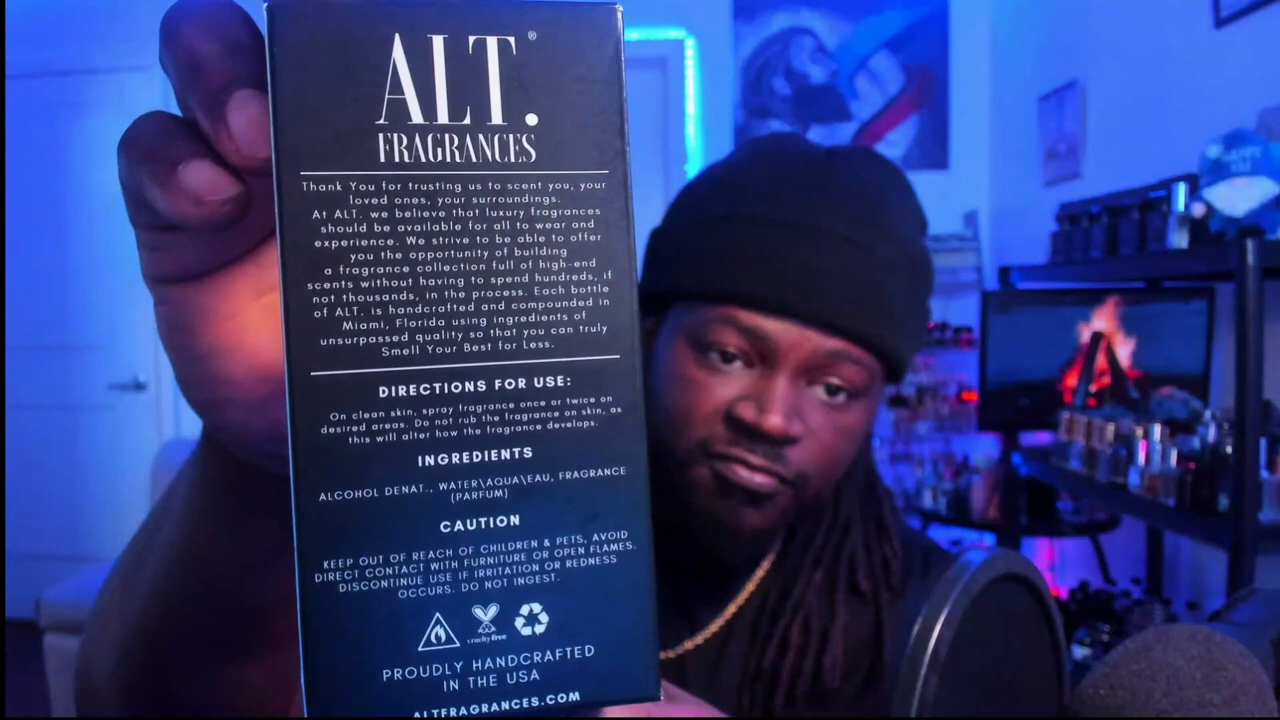 ALT.®
FRAGRANCES
Thank You for trusting us to scent you, your
loved ones, your surroundings.
At ALT. we believe that luxury fragrances
should be available for all to wear and
experience. We strive to be able to offer
you the opportunity of building
a fragrance collection full of high-end
scents without having to spend hundreds, if
not thousands, in the process. Each bottle
of ALT. is handcrafted and compounded in
Miami, Florida using ingredients of
unsurpassed quality so that you can truly
Smell Your Best for Less.
DIRECTIONS FOR USE:
On clean skin, spray fragrance once or twice on
desired areas. Do not rub the fragrance on skin, as
this will alter how the fragrance develops.
INGREDIENTS
ALCOHOL DENAT., WATER\AQUA\EAU, FRAGRANCE
(PARFUM)
CAUTION
KEEP OUT OF REACH OF CHILDREN & PETS, AVOID
DIRECT CONTACT WITH FURNITURE OR OPEN FLAMES.
DISCONTINUE USE IF IRRITATION OR REDNESS
OCCURS. DO NOT INGEST.
cruelty free
PROUDLY HANDCRAFTED
IN THE USA
ALTFRAGRANCES.COM